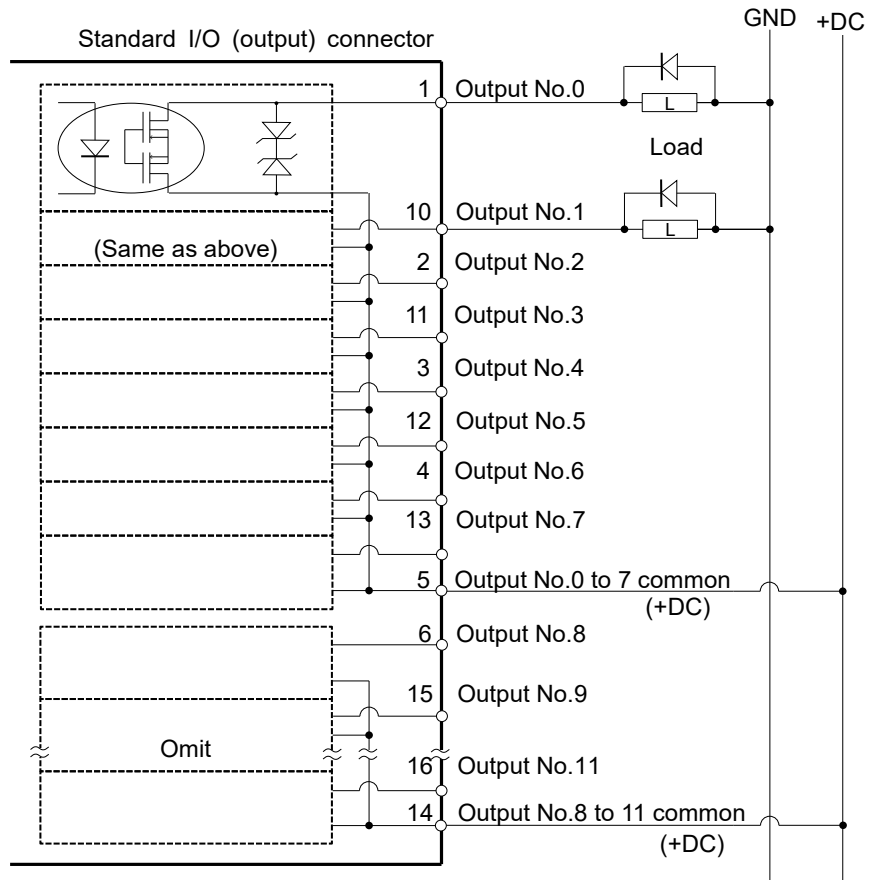 GND +DC
Standard I/O (output) connector
1 Output No.0
L
Load
10 Output No.1
L
(Same as above)
2 Output No.2
11 Output No.3
3 Output No.4
12 Output No.5
4 Output No.6
13 Output No.7
5 Output No.0 to 7 common
(+DC)
6 Output No.8
15 Output No.9
Omit
16 Output No.11
14 Output No.8 to 11 common
(+DC)